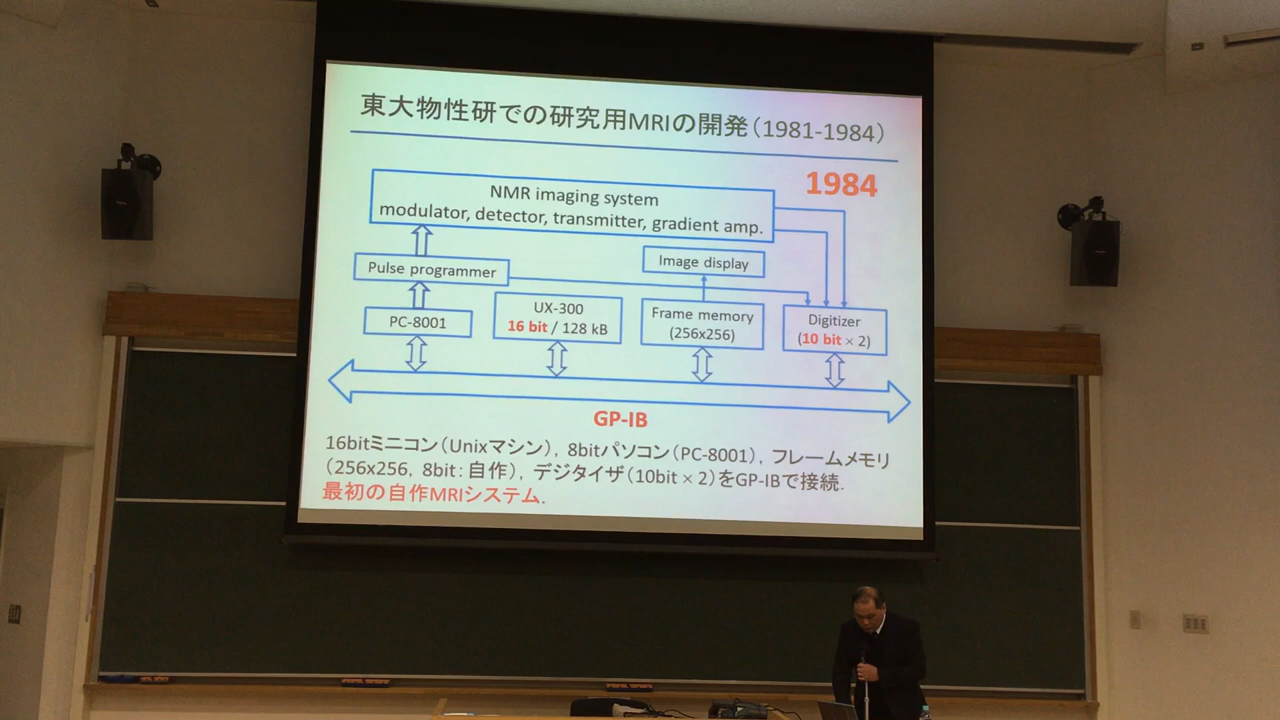 東大物性研での研究用MRIの開発（1981-1984）
1984
NMR imaging system
modulator, detector, transmitter, gradient amp.
Image display
Pulse programmer
PC-8001
UX-300
16 bit / 128 kB
Frame memory
(256x256)
Digitizer
(10 bit × 2)
GP-IB
16bitミニコン（Unixマシン），8bitパソコン（PC-8001），フレームメモリ
（256x256，8bit：自作），デジタイザ（10bit × 2）をGP-IBで接続．
最初の自作MRIシステム．